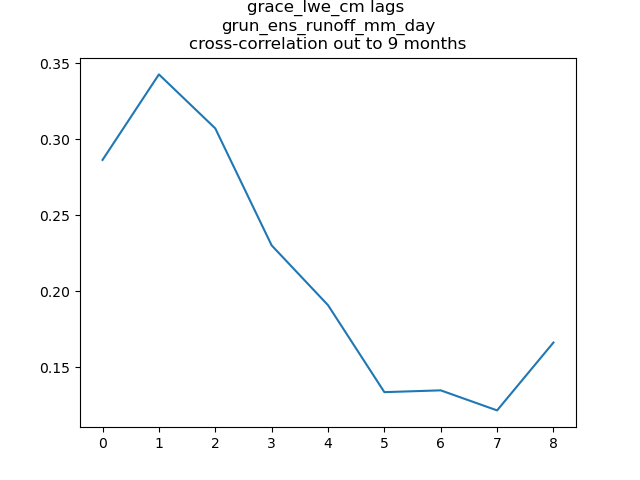 grace_lwe_cm lags
grun_ens_runoff_mm_day
cross-correlation out to 9 months
0.35
0.30
0.25
0.20
0.15
0 1 2 3 4 5 6 7 8